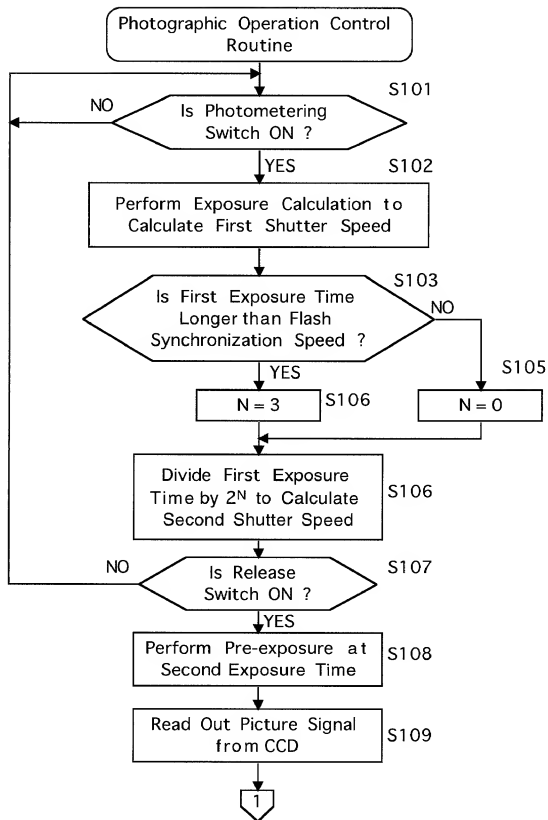 Photographic Operation Control
Routine
S101
NO
Is Photometering
Switch ON ?
YES
S102
Perform Exposure Calculation to
Calculate First Shutter Speed
S103
Is First Exposure Time
Longer than Flash
Synchronization Speed ?
NO
YES
S105
N = 3
S106
N = 0
Divide First Exposure
Time by 2ᴺ to Calculate
Second Shutter Speed
S106
NO
Is Release
Switch ON ?
S107
YES
Perform Pre-exposure at
Second Exposure Time
S108
Read Out Picture Signal
from CCD
S109
1